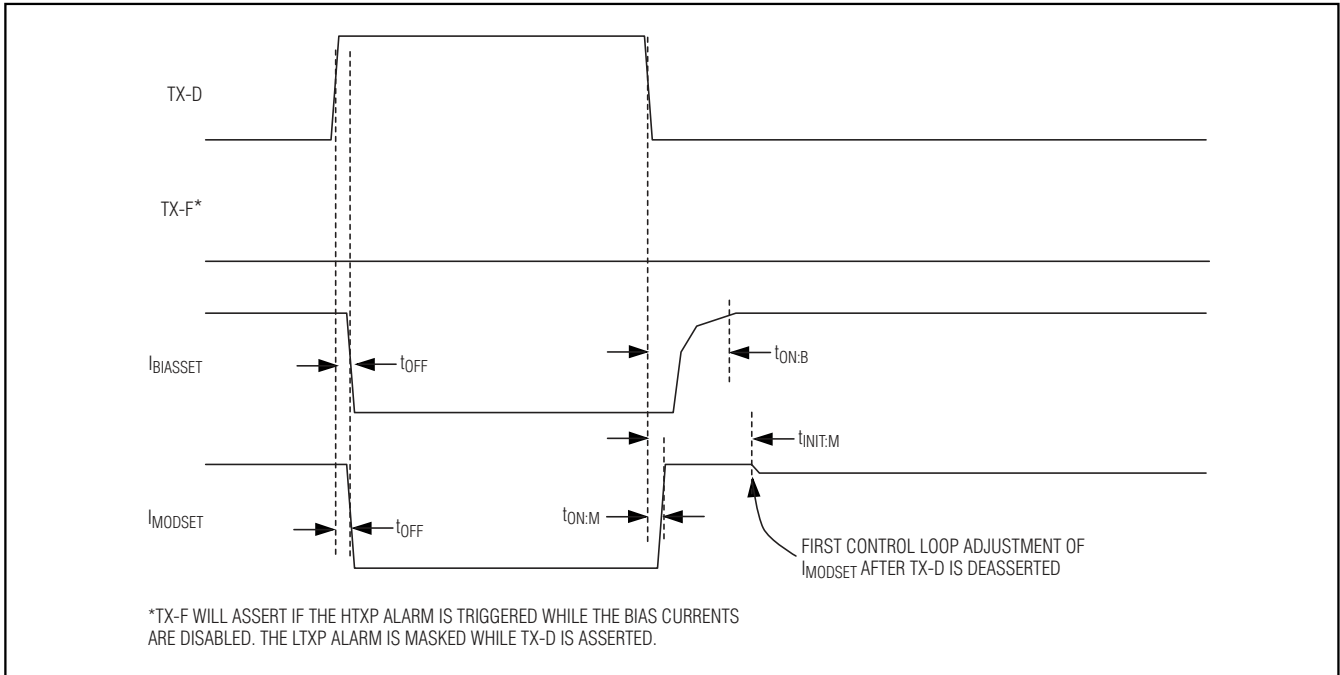 TX-D
TX-F*
IBIASSET
tOFF
tON:B
tINIT:M
IMODSET
tOFF
tON:M
FIRST CONTROL LOOP ADJUSTMENT OF
IMODSET AFTER TX-D IS DEASSERTED
*TX-F WILL ASSERT IF THE HTXP ALARM IS TRIGGERED WHILE THE BIAS CURRENTS
ARE DISABLED. THE LTXP ALARM IS MASKED WHILE TX-D IS ASSERTED.